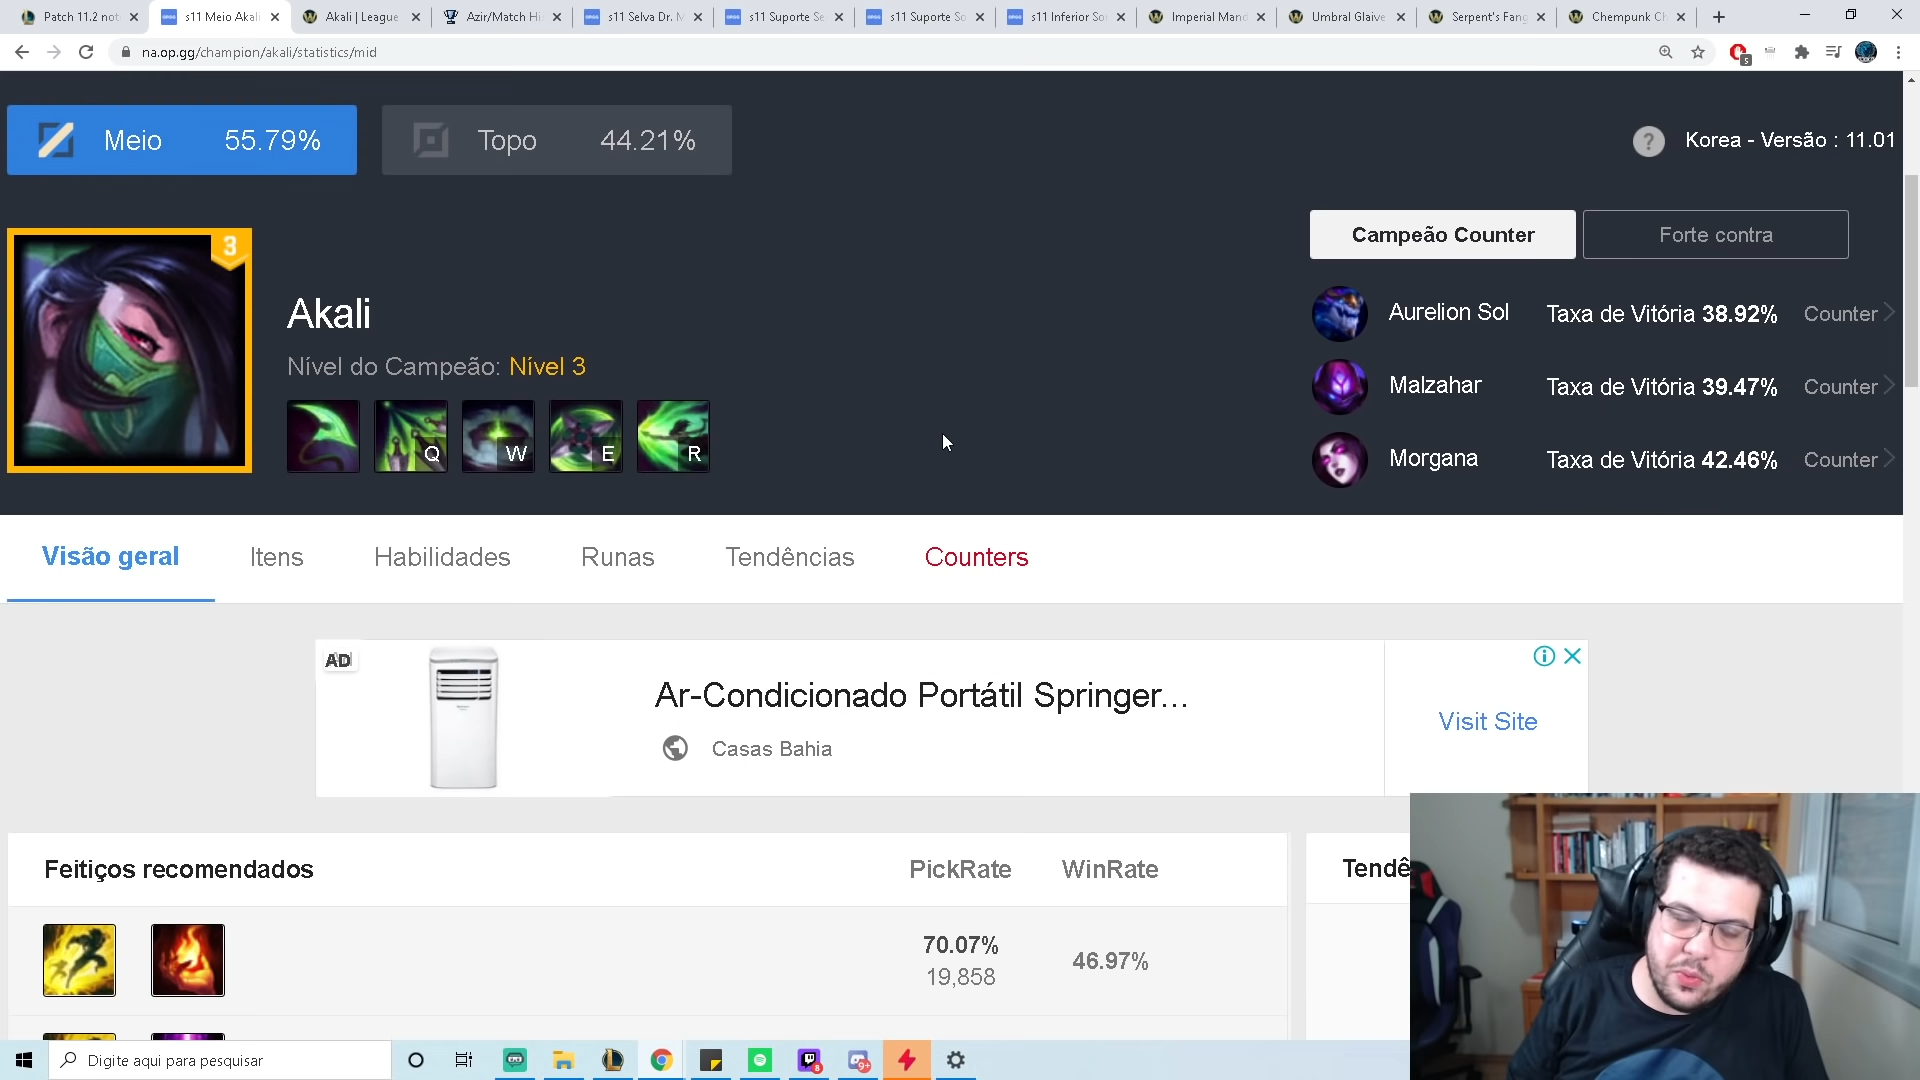 Patch 11.2 not
s11 Meio Akali
Akali | League
Azir/Match Hi
s11 Selva Dr. M
s11 Suporte Se
s11 Suporte So
s11 Inferior So
Imperial Mand
Umbral Glaive
Serpent's Fang
Chempunk Ch
na.op.gg/champion/akali/statistics/mid
5
Meio 55.79%
Topo 44.21%
? Korea - Versão : 11.01
Campeão Counter
Forte contra
3
Akali
Nível do Campeão: Nível 3
Q
W
E
R
Aurelion Sol Taxa de Vitória 38.92% Counter
Malzahar Taxa de Vitória 39.47% Counter
Morgana Taxa de Vitória 42.46% Counter
Visão geral
Itens
Habilidades
Runas
Tendências
Counters
AD
Ar-Condicionado Portátil Springer...
Casas Bahia
Visit Site
Feitiços recomendados PickRate WinRate
Tendê
70.07%
19,858
46.97%
Digite aqui para pesquisar
8
9+